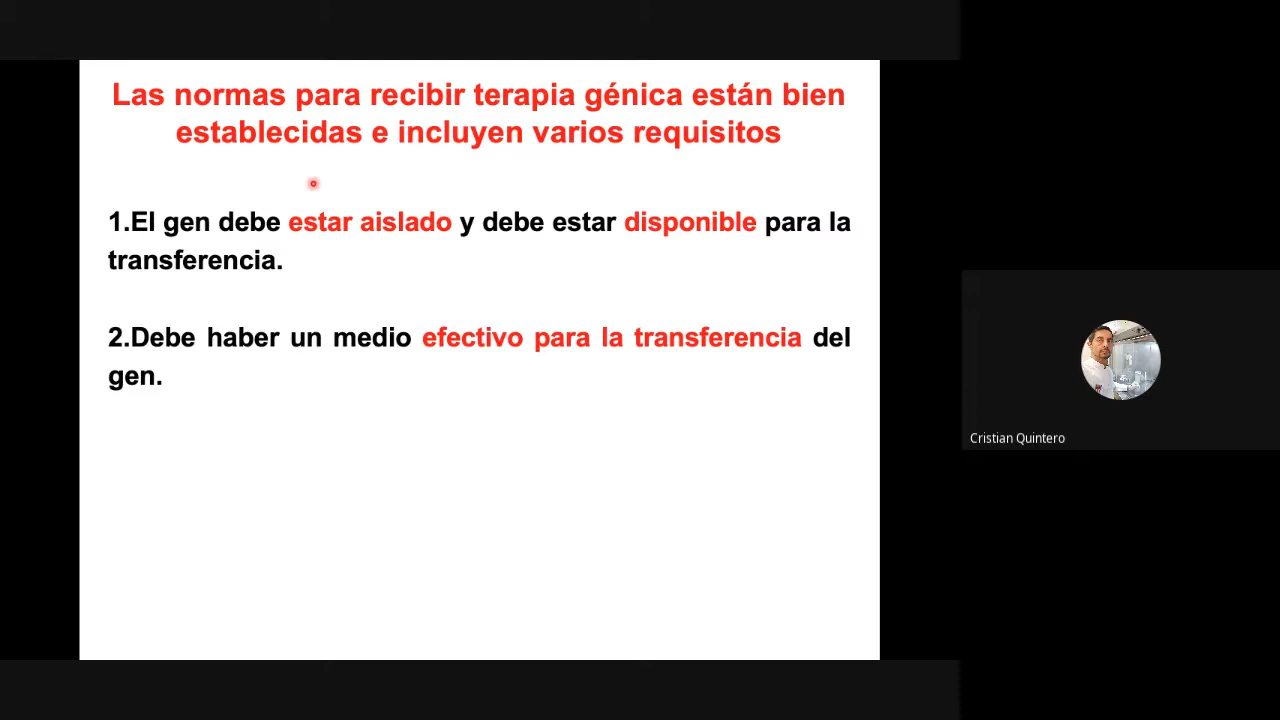 Las normas para recibir terapia génica están bien
establecidas e incluyen varios requisitos
1.El gen debe estar aislado y debe estar disponible para la
transferencia.
2.Debe haber un medio efectivo para la transferencia del
gen.
Cristian Quintero